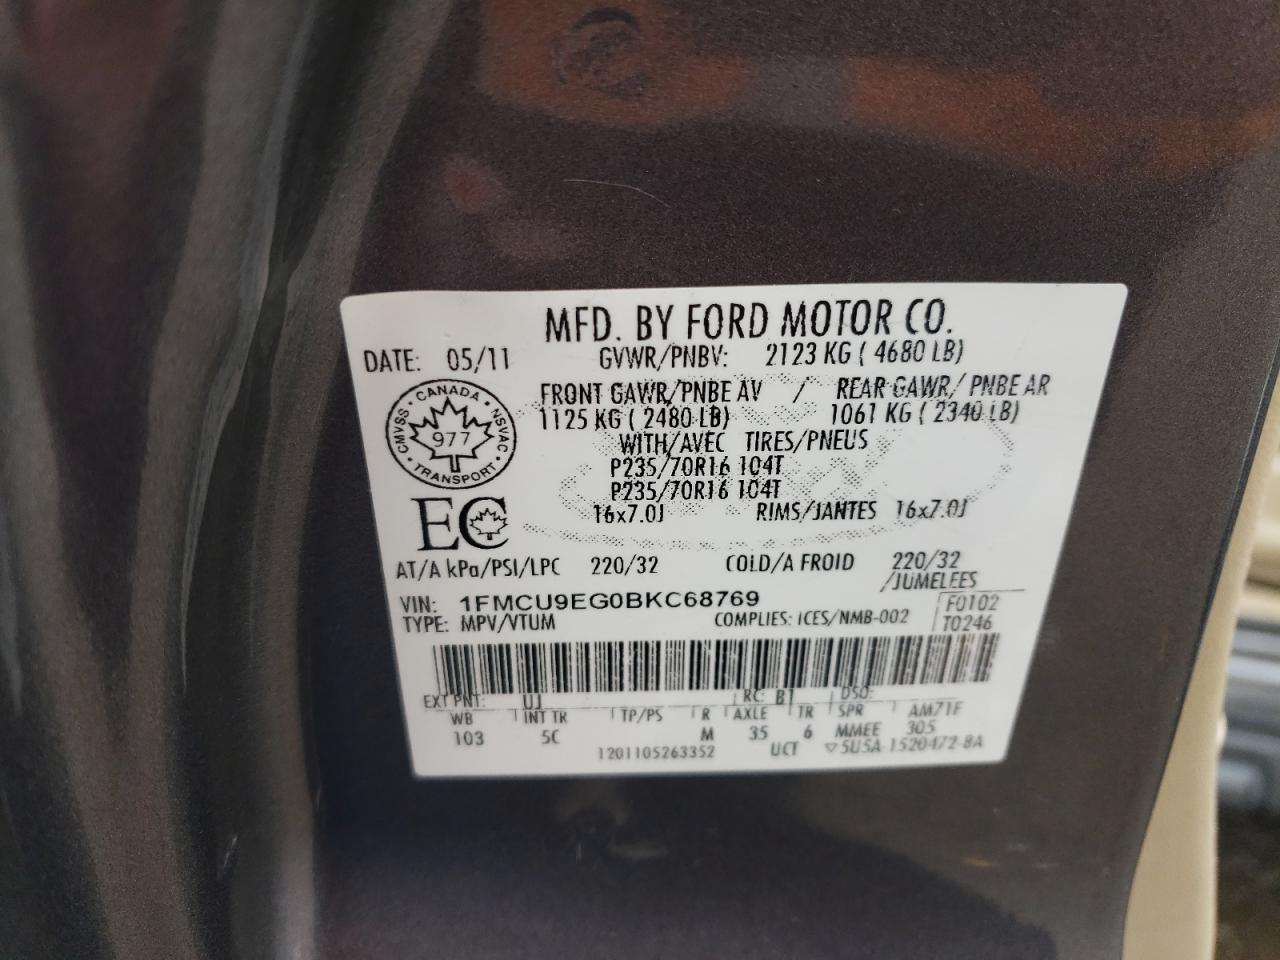 MFD. BY FORD MOTOR CO.
DATE: 05/11 GVWR/PNBV: 2123 KG ( 4680 LB)
FRONT GAWR/PNBE AV / REAR GAWR/ PNBE AR
1125 KG ( 2480 LB) 1061 KG ( 2340 LB)
WITH/AVEC TIRES/PNEUS
P235/70R16 104T
P235/70R16 104T
16x7.0J RIMS/JANTES 16x7.0J
CANADA
CMVSS 977 NSVAC
TRANSPORT
EC
AT/A kPa/PSI/LPC 220/32 COLD/A FROID 220/32
/JUMELEES
VIN: 1FMCU9EG0BKC68769 F0102
TYPE: MPV/VTUM COMPLIES: ICES/NMB-002 T0246
EXT PNT: UJ RC: B1 DSO:
WB INT TR TP/PS R AXLE TR SPR AM71F
103 5C M 35 6 MMEE 305
1201105263352 UCT ▽5U5A-1520472-BA